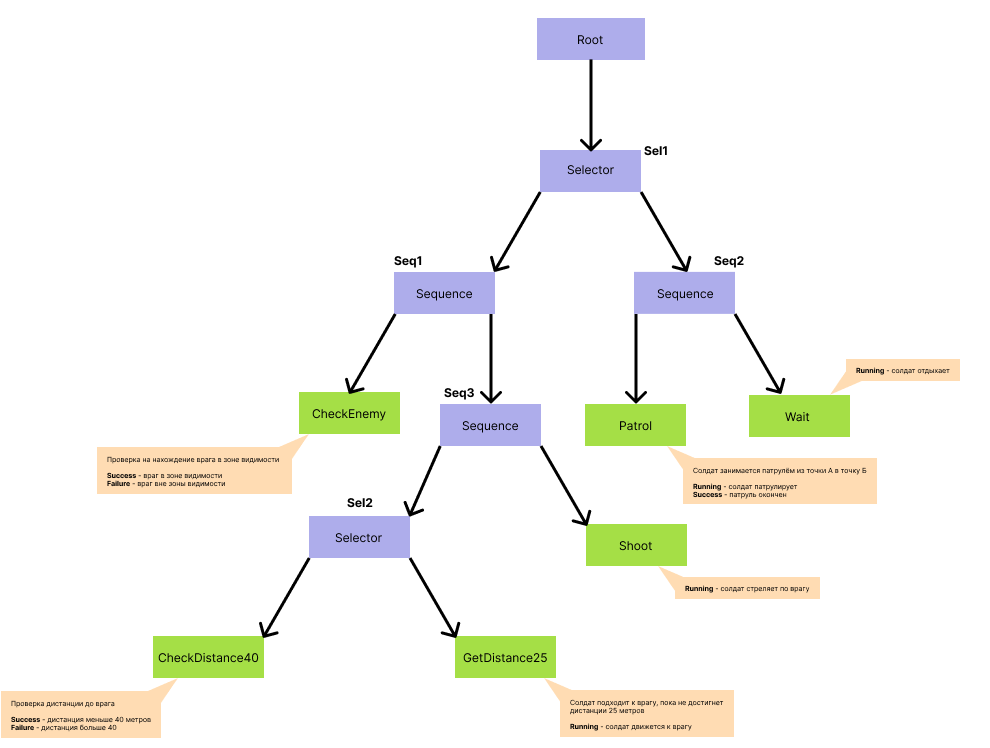 Root
Sel1
Selector
Seq1
Seq2
Sequence
Sequence
Running - солдат отдыхает
Seq3
CheckEnemy
Sequence
Patrol
Wait
Проверка на нахождение врага в зоне видимости
Success - враг в зоне видимости
Failure - враг вне зоны видимости
Солдат занимается патрулём из точки А в точку Б
Running - солдат патрулирует
Success - патруль окончен
Sel2
Selector
Shoot
Running - солдат стреляет по врагу
CheckDistance40
GetDistance25
Проверка дистанции до врага
Success - дистанция меньше 40 метров
Failure - дистанция больше 40
Солдат подходит к врагу, пока не достигнет
дистанции 25 метров
Running - солдат движется к врагу